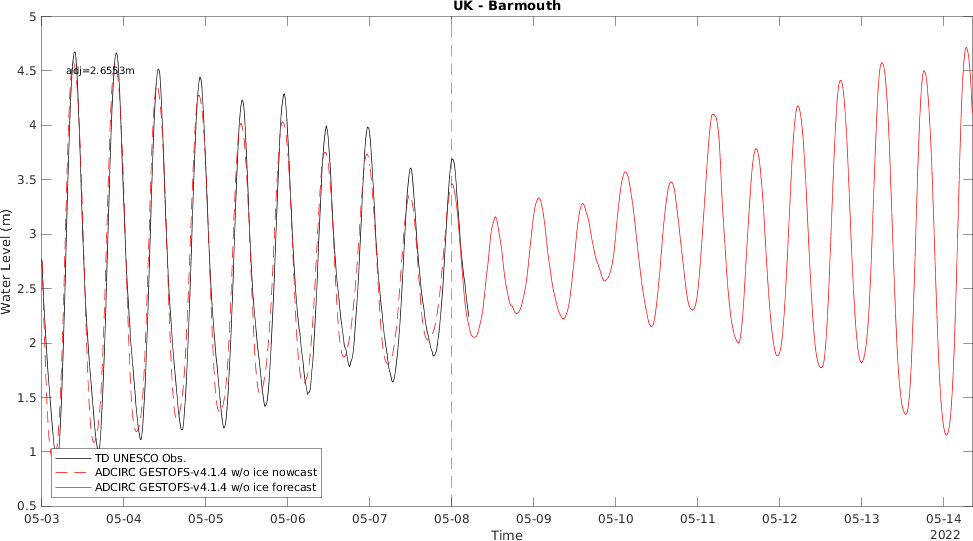 UK - Barmouth
5
4.5
4
3.5
3
2.5
2
1.5
1
0.5
Water Level (m)
adj=2.6553m
TD UNESCO Obs.
ADCIRC GESTOFS-v4.1.4 w/o ice nowcast
ADCIRC GESTOFS-v4.1.4 w/o ice forecast
05-03 05-04 05-05 05-06 05-07 05-08 05-09 05-10 05-11 05-12 05-13 05-14
2022
Time